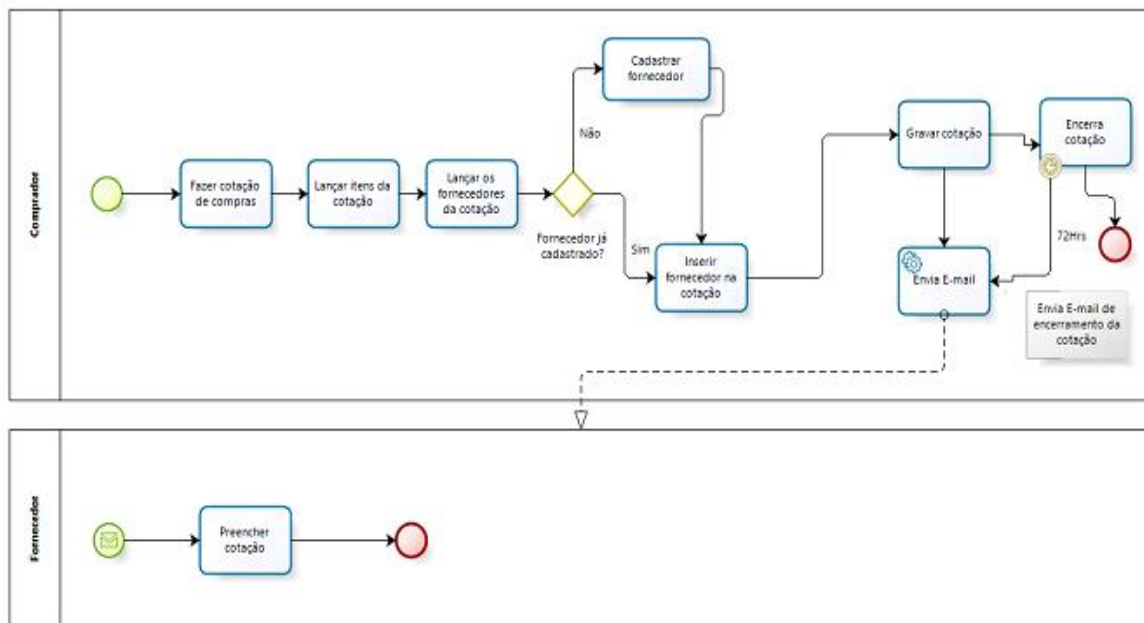 Comprador
Cadastrar
fornecedor
Não
Gravar cotação
Encerra
cotação
Fazer cotação
de compras
Lançar itens da
cotação
Lançar os
fornecedores
da cotação
Fornecedor já
cadastrado?
Sim
72Hrs
Inserir
fornecedor na
cotação
Envia E-mail
Envia E-mail de
encerramento da
cotação
Fornecedor
Preencher
cotação